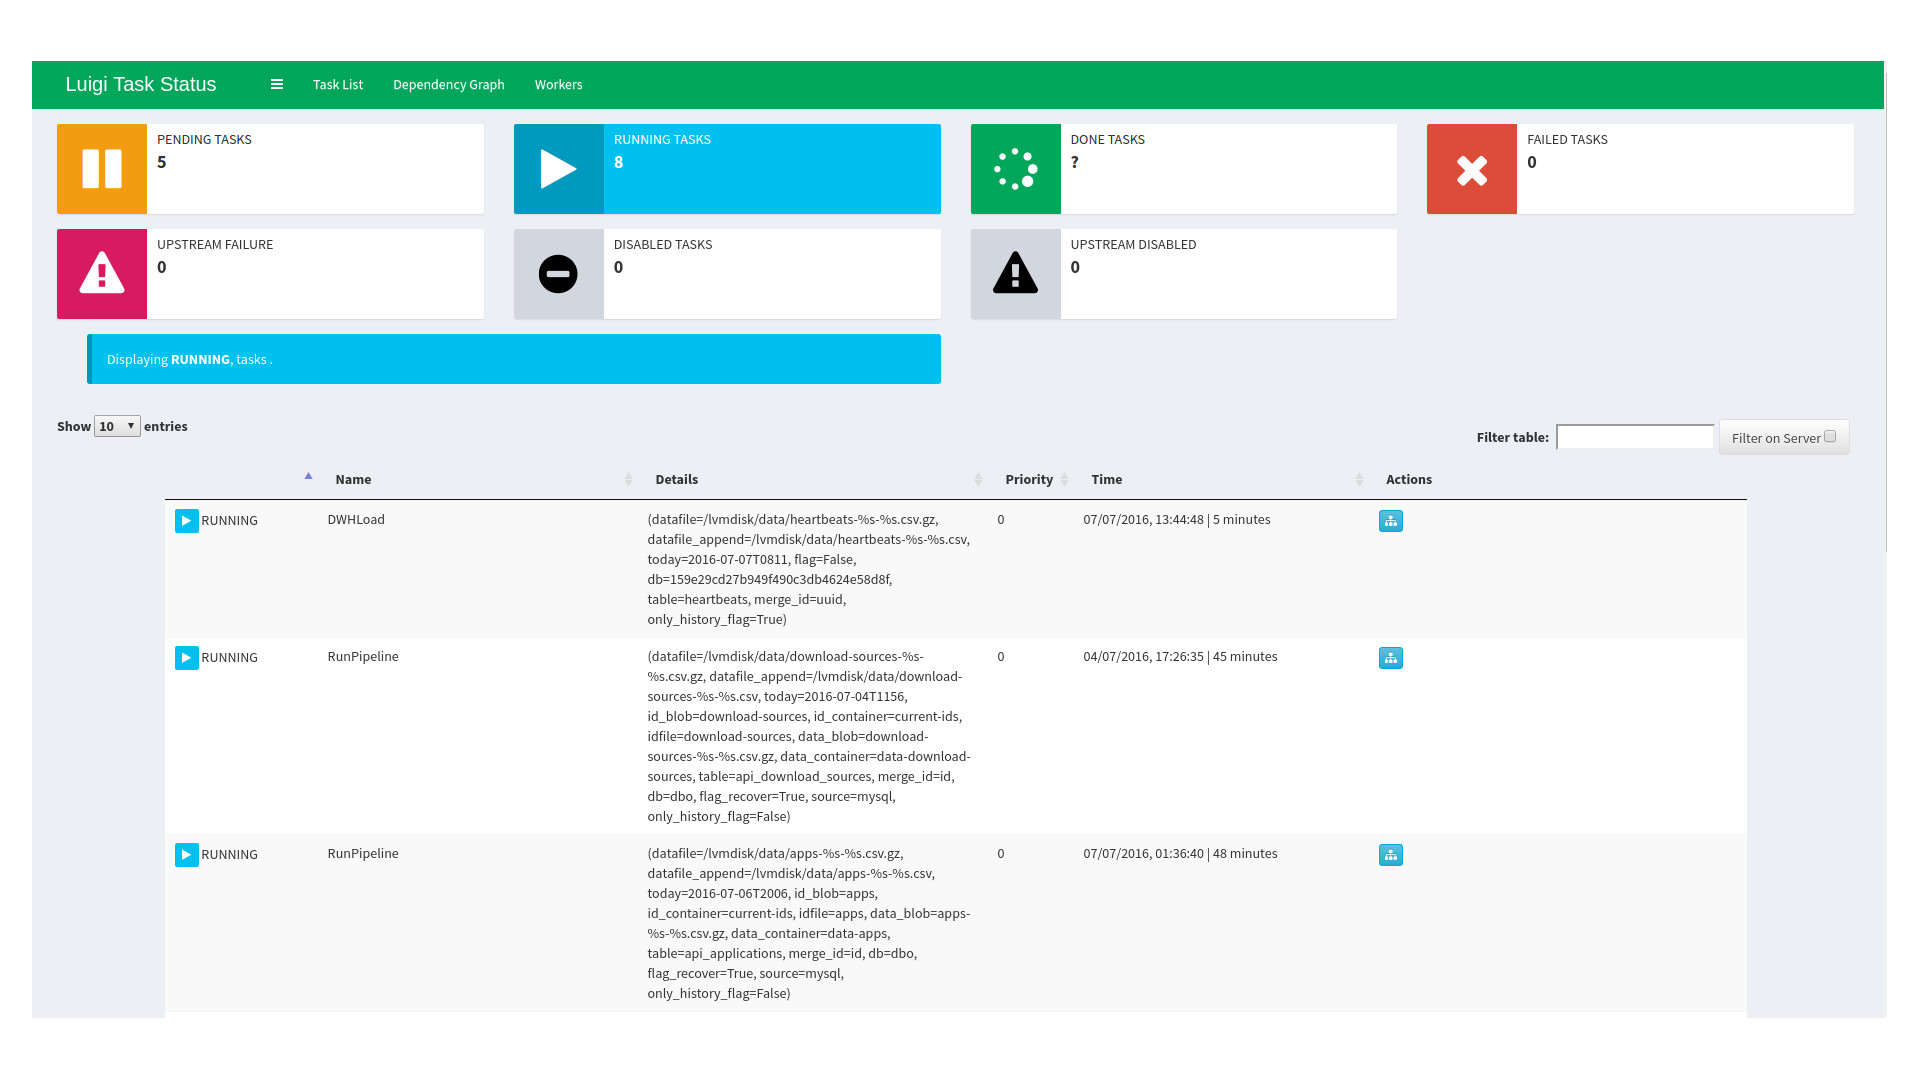 Luigi Task Status
Task List
Dependency Graph
Workers
PENDING TASKS
5
RUNNING TASKS
8
DONE TASKS
?
FAILED TASKS
0
UPSTREAM FAILURE
0
DISABLED TASKS
0
UPSTREAM DISABLED
0
Displaying RUNNING, tasks .
Show 10 entries
Filter table:
Filter on Server
Name
Details
Priority
Time
Actions
RUNNING
DWHLoad
(datafile=/lvmdisk/data/heartbeats-%s-%s.csv.gz,
datafile_append=/lvmdisk/data/heartbeats-%s-%s.csv,
today=2016-07-07T0811, flag=False,
db=159e29cd27b949f490c3db4624e58d8f,
table=heartbeats, merge_id=uuid,
only_history_flag=True)
0
07/07/2016, 13:44:48 | 5 minutes
RUNNING
RunPipeline
(datafile=/lvmdisk/data/download-sources-%s-
%s.csv.gz, datafile_append=/lvmdisk/data/download-
sources-%s-%s.csv, today=2016-07-04T1156,
id_blob=download-sources, id_container=current-ids,
idfile=download-sources, data_blob=download-
sources-%s-%s.csv.gz, data_container=data-download-
sources, table=api_download_sources, merge_id=id,
db=dbo, flag_recover=True, source=mysql,
only_history_flag=False)
0
04/07/2016, 17:26:35 | 45 minutes
RUNNING
RunPipeline
(datafile=/lvmdisk/data/apps-%s-%s.csv.gz,
datafile_append=/lvmdisk/data/apps-%s-%s.csv,
today=2016-07-06T2006, id_blob=apps,
id_container=current-ids, idfile=apps, data_blob=apps-
%s-%s.csv.gz, data_container=data-apps,
table=api_applications, merge_id=id, db=dbo,
flag_recover=True, source=mysql,
only_history_flag=False)
0
07/07/2016, 01:36:40 | 48 minutes